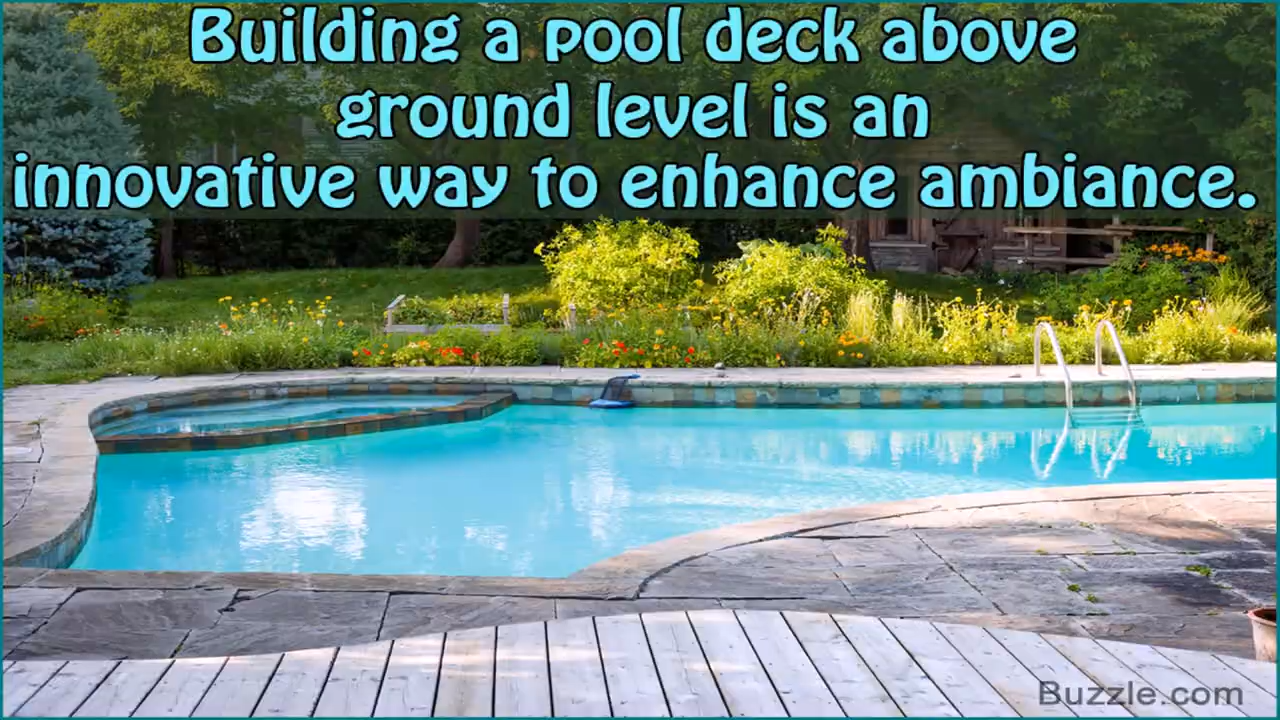 Building a pool deck above
ground level is an
innovative way to enhance ambiance.
Buzzle.com